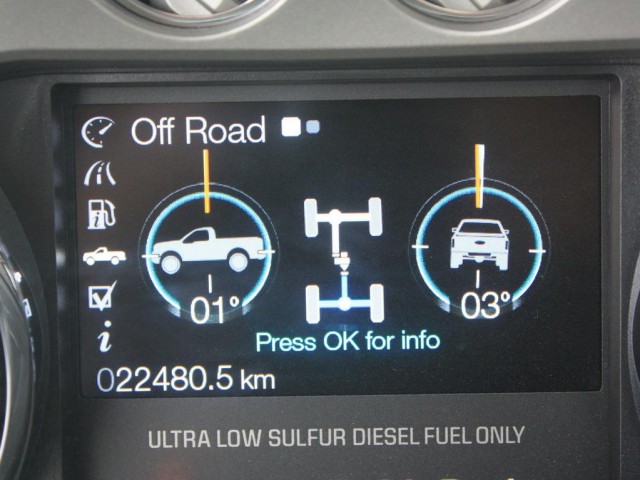 Off Road
01°
03°
Press OK for info
022480.5 km
ULTRA LOW SULFUR DIESEL FUEL ONLY